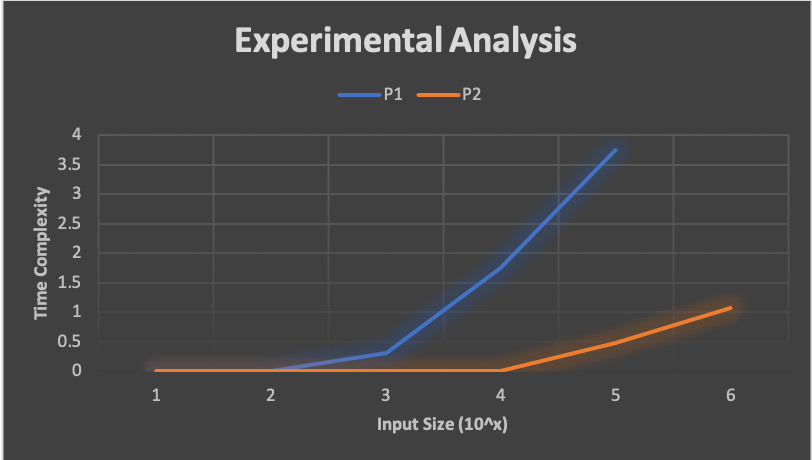 Experimental Analysis
P1 P2
4
3.5
3
2.5
2
1.5
1
0.5
0
Time Complexity
1 2 3 4 5 6
Input Size (10^x)